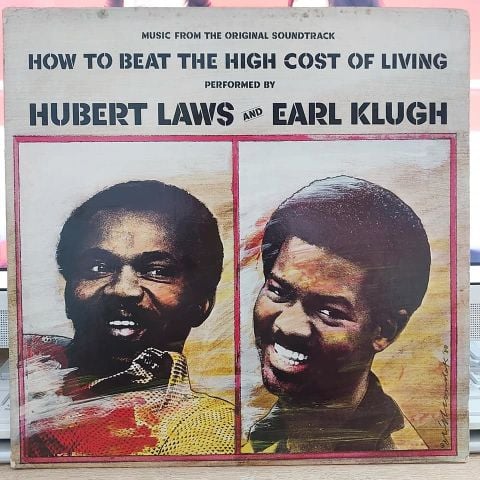 MUSIC FROM THE ORIGINAL SOUNDTRACK
HOW TO BEAT THE HIGH COST OF LIVING
PERFORMED BY
HUBERT LAWS AND EARL KLUGH